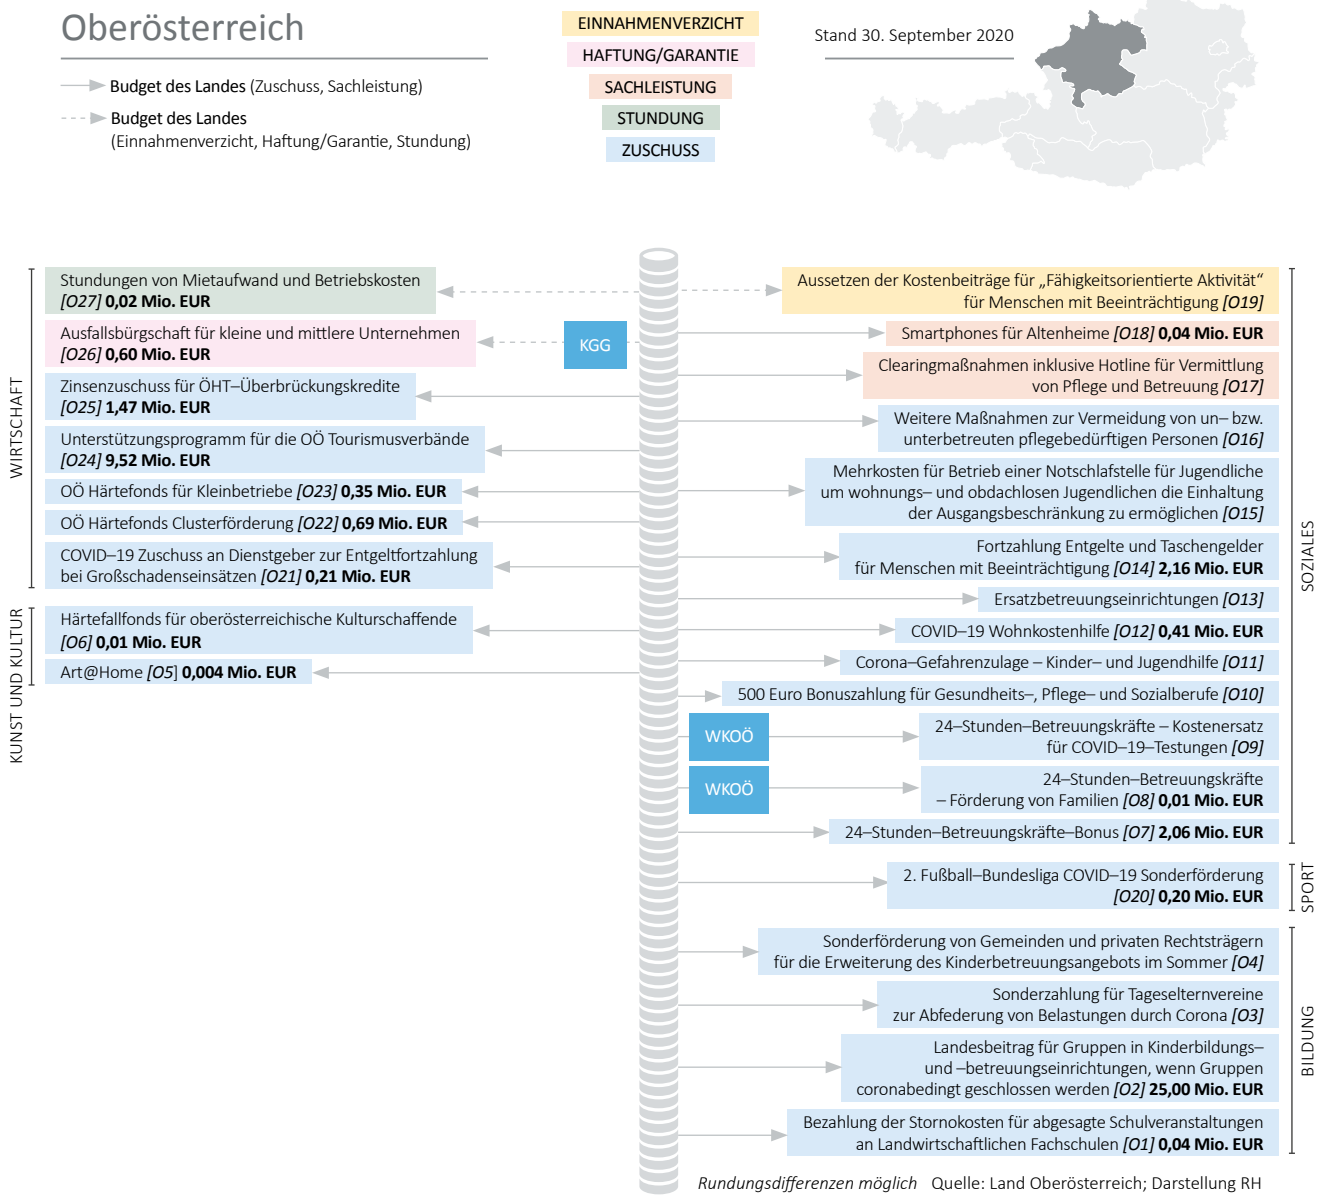 Oberösterreich
Budget des Landes (Zuschuss, Sachleistung)
Budget des Landes
(Einnahmenverzicht, Haftung/Garantie, Stundung)
EINNAHMENVERZICHT
HAFTUNG/GARANTIE
SACHLEISTUNG
STUNDUNG
ZUSCHUSS
Stand 30. September 2020
WIRTSCHAFT
Stundungen von Mietaufwand und Betriebskosten
[O27] 0,02 Mio. EUR
Ausfallsbürgschaft für kleine und mittlere Unternehmen
[O26] 0,60 Mio. EUR
KGG
Zinsenzuschuss für ÖHT–Überbrückungskredite
[O25] 1,47 Mio. EUR
Unterstützungsprogramm für die OÖ Tourismusverbände
[O24] 9,52 Mio. EUR
OÖ Härtefonds für Kleinbetriebe [O23] 0,35 Mio. EUR
OÖ Härtefonds Clusterförderung [O22] 0,69 Mio. EUR
COVID–19 Zuschuss an Dienstgeber zur Entgeltfortzahlung
bei Großschadenseinsätzen [O21] 0,21 Mio. EUR
KUNST UND KULTUR
Härtefallfonds für oberösterreichische Kulturschaffende
[O6] 0,01 Mio. EUR
Art@Home [O5] 0,004 Mio. EUR
SOZIALES
Aussetzen der Kostenbeiträge für „Fähigkeitsorientierte Aktivität“
für Menschen mit Beeinträchtigung [O19]
Smartphones für Altenheime [O18] 0,04 Mio. EUR
Clearingmaßnahmen inklusive Hotline für Vermittlung
von Pflege und Betreuung [O17]
Weitere Maßnahmen zur Vermeidung von un– bzw.
unterbetreuten pflegebedürftigen Personen [O16]
Mehrkosten für Betrieb einer Notschlafstelle für Jugendliche
um wohnungs– und obdachlosen Jugendlichen die Einhaltung
der Ausgangsbeschränkung zu ermöglichen [O15]
Fortzahlung Entgelte und Taschengelder
für Menschen mit Beeinträchtigung [O14] 2,16 Mio. EUR
Ersatzbetreuungseinrichtungen [O13]
COVID–19 Wohnkostenhilfe [O12] 0,41 Mio. EUR
Corona–Gefahrenzulage – Kinder– und Jugendhilfe [O11]
500 Euro Bonuszahlung für Gesundheits–, Pflege– und Sozialberufe [O10]
WKOÖ
24–Stunden–Betreuungskräfte – Kostenersatz
für COVID–19–Testungen [O9]
WKOÖ
24–Stunden–Betreuungskräfte
– Förderung von Familien [O8] 0,01 Mio. EUR
24–Stunden–Betreuungskräfte–Bonus [O7] 2,06 Mio. EUR
SPORT
2. Fußball–Bundesliga COVID–19 Sonderförderung
[O20] 0,20 Mio. EUR
BILDUNG
Sonderförderung von Gemeinden und privaten Rechtsträgern
für die Erweiterung des Kinderbetreuungsangebots im Sommer [O4]
Sonderzahlung für Tageselternvereine
zur Abfederung von Belastungen durch Corona [O3]
Landesbeitrag für Gruppen in Kinderbildungs–
und –betreuungseinrichtungen, wenn Gruppen
coronabedingt geschlossen werden [O2] 25,00 Mio. EUR
Bezahlung der Stornokosten für abgesagte Schulveranstaltungen
an Landwirtschaftlichen Fachschulen [O1] 0,04 Mio. EUR
Rundungsdifferenzen möglich Quelle: Land Oberösterreich; Darstellung RH